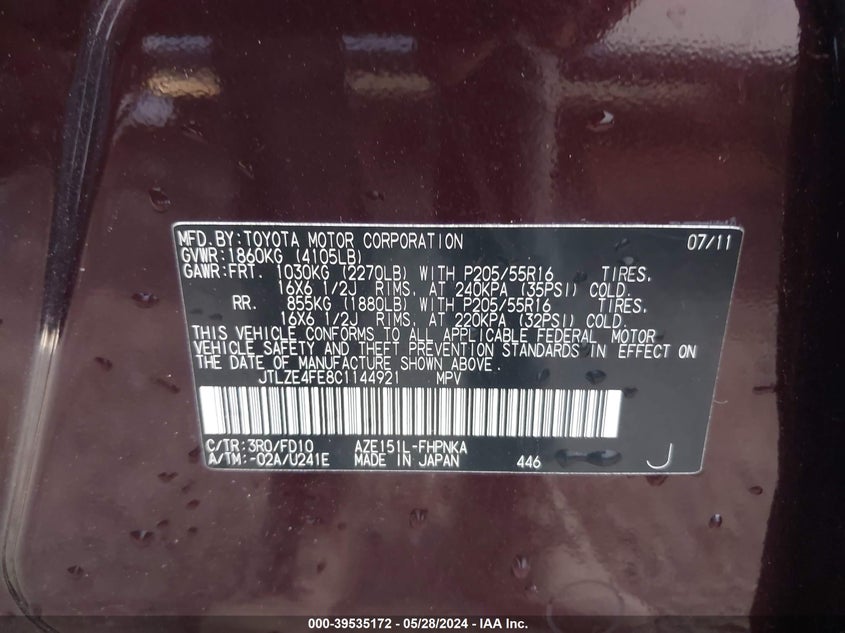 MFD.BY:TOYOTA MOTOR CORPORATION 07/11
GVWR:1860KG (4105LB)
GAWR:FRT. 1030KG (2270LB) WITH P205/55R16 TIRES,
16X6 1/2J RIMS, AT 240KPA (35PSI) COLD.
RR. 855KG (1880LB) WITH P205/55R16 TIRES,
16X6 1/2J RIMS, AT 220KPA (32PSI) COLD.
THIS VEHICLE CONFORMS TO ALL APPLICABLE FEDERAL MOTOR
VEHICLE SAFETY AND THEFT PREVENTION STANDARDS IN EFFECT ON
THE DATE OF MANUFACTURE SHOWN ABOVE.
JTLZE4FE8C1144921 MPV
C/TR:3R0/FD10 AZE151L-FHPNKA
A/TM:-02A/U241E MADE IN JAPAN 446 J
000-39535172 - 05/28/2024 - IAA Inc.